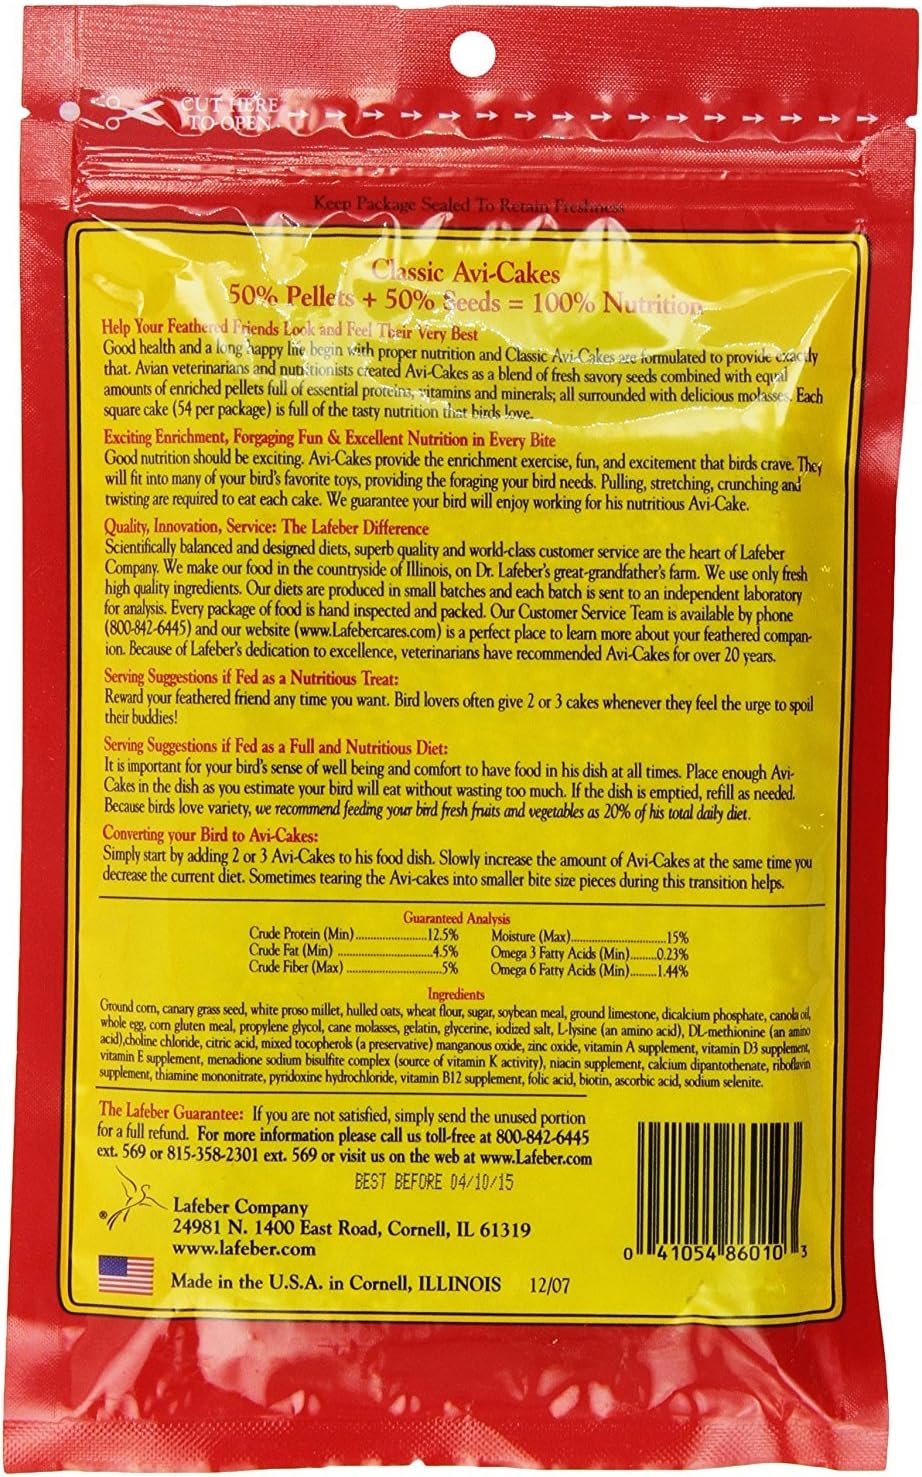 CUT HERE
TO OPEN
Keep Package Sealed To Retain Freshness
Classic Avi-Cakes
50% Pellets + 50% Seeds = 100% Nutrition
Help Your Feathered Friends Look and Feel Their Very Best
Good health and a long happy life begin with proper nutrition and Classic Avi-Cakes are formulated to provide exactly
that. Avian veterinarians and nutritionists created Avi-Cakes as a blend of fresh savory seeds combined with equal
amounts of enriched pellets full of essential proteins, vitamins and minerals; all surrounded with delicious molasses. Each
square cake (54 per package) is full of the tasty nutrition that birds love.
Exciting Enrichment, Forgaging Fun & Excellent Nutrition in Every Bite
Good nutrition should be exciting. Avi-Cakes provide the enrichment exercise, fun, and excitement that birds crave. They
will fit into many of your bird's favorite toys, providing the foraging your bird needs. Pulling, stretching, crunching and
twisting are required to eat each cake. We guarantee your bird will enjoy working for his nutritious Avi-Cake.
Quality, Innovation, Service: The Lafeber Difference
Scientifically balanced and designed diets, superb quality and world-class customer service are the heart of Lafeber
Company. We make our food in the countryside of Illinois, on Dr. Lafeber's great-grandfather's farm. We use only fresh
high quality ingredients. Our diets are produced in small batches and each batch is sent to an independent laboratory
for analysis. Every package of food is hand inspected and packed. Our Customer Service Team is available by phone
(800-842-6445) and our website (www.Lafebercares.com) is a perfect place to learn more about your feathered compan-
ion. Because of Lafeber's dedication to excellence, veterinarians have recommended Avi-Cakes for over 20 years.
Serving Suggestions if Fed as a Nutritious Treat:
Reward your feathered friend any time you want. Bird lovers often give 2 or 3 cakes whenever they feel the urge to spoil
their buddies!
Serving Suggestions if Fed as a Full and Nutritious Diet:
It is important for your bird's sense of well being and comfort to have food in his dish at all times. Place enough Avi-
Cakes in the dish as you estimate your bird will eat without wasting too much. If the dish is emptied, refill as needed.
Because birds love variety, we recommend feeding your bird fresh fruits and vegetables as 20% of his total daily diet.
Converting your Bird to Avi-Cakes:
Simply start by adding 2 or 3 Avi-Cakes to his food dish. Slowly increase the amount of Avi-Cakes at the same time you
decrease the current diet. Sometimes tearing the Avi-cakes into smaller bite size pieces during this transition helps.
Guaranteed Analysis
Crude Protein (Min)....................12.5% Moisture (Max)..........................15%
Crude Fat (Min) ...........................4.5% Omega 3 Fatty Acids (Min).......0.23%
Crude Fiber (Max) ..........................5% Omega 6 Fatty Acids (Min).......1.44%
Ingredients
Ground corn, canary grass seed, white proso millet, hulled oats, wheat flour, sugar, soybean meal, ground limestone, dicalcium phosphate, canola oil,
whole egg, corn gluten meal, propylene glycol, cane molasses, gelatin, glycerine, iodized salt, L-lysine (an amino acid), DL-methionine (an amino
acid),choline chloride, citric acid, mixed tocopherols (a preservative) manganous oxide, zinc oxide, vitamin A supplement, vitamin D3 supplement,
vitamin E supplement, menadione sodium bisulfite complex (source of vitamin K activity), niacin supplement, calcium dipantothenate, riboflavin
supplement, thiamine mononitrate, pyridoxine hydrochloride, vitamin B12 supplement, folic acid, biotin, ascorbic acid, sodium selenite.
The Lafeber Guarantee: If you are not satisfied, simply send the unused portion
for a full refund. For more information please call us toll-free at 800-842-6445
ext. 569 or 815-358-2301 ext. 569 or visit us on the web at www.Lafeber.com
BEST BEFORE 04/10/15
® Lafeber Company
24981 N. 1400 East Road, Cornell, IL 61319
www.lafeber.com
0 41054 86010 3
Made in the U.S.A. in Cornell, ILLINOIS 12/07